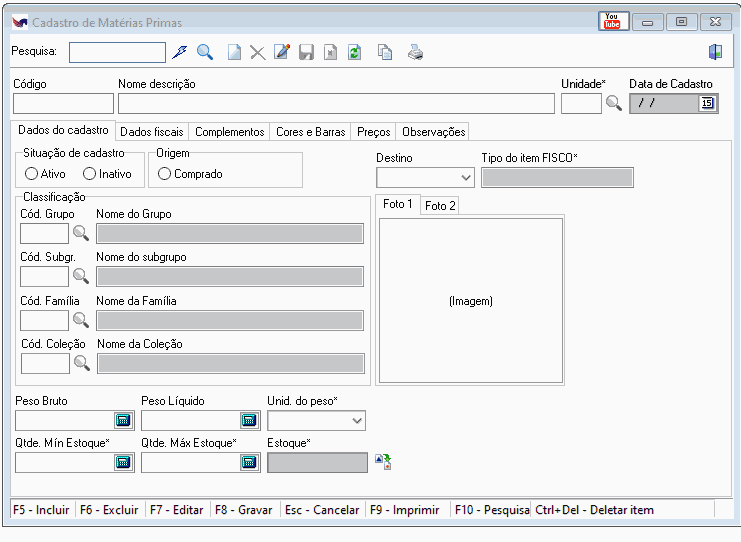 Cadastro de Matérias Primas
You Tube
Pesquisa:
Código Nome descrição Unidade* Data de Cadastro
/ / 15
Dados do cadastro Dados fiscais Complementos Cores e Barras Preços Observações
Situação de cadastro Origem Destino Tipo do item FISCO*
Ativo Inativo Comprado
Classificação Foto 1 Foto 2
Cód. Grupo Nome do Grupo
Cód. Subgr. Nome do subgrupo
Cód. Família Nome da Família
(Imagem)
Cód. Coleção Nome da Coleção
Peso Bruto Peso Líquido Unid. do peso*
Qtde. Mín Estoque* Qtde. Máx Estoque* Estoque*
F5 - Incluir F6 - Excluir F7 - Editar F8 - Gravar Esc - Cancelar F9 - Imprimir F10 - Pesquisa Ctrl+Del - Deletar item